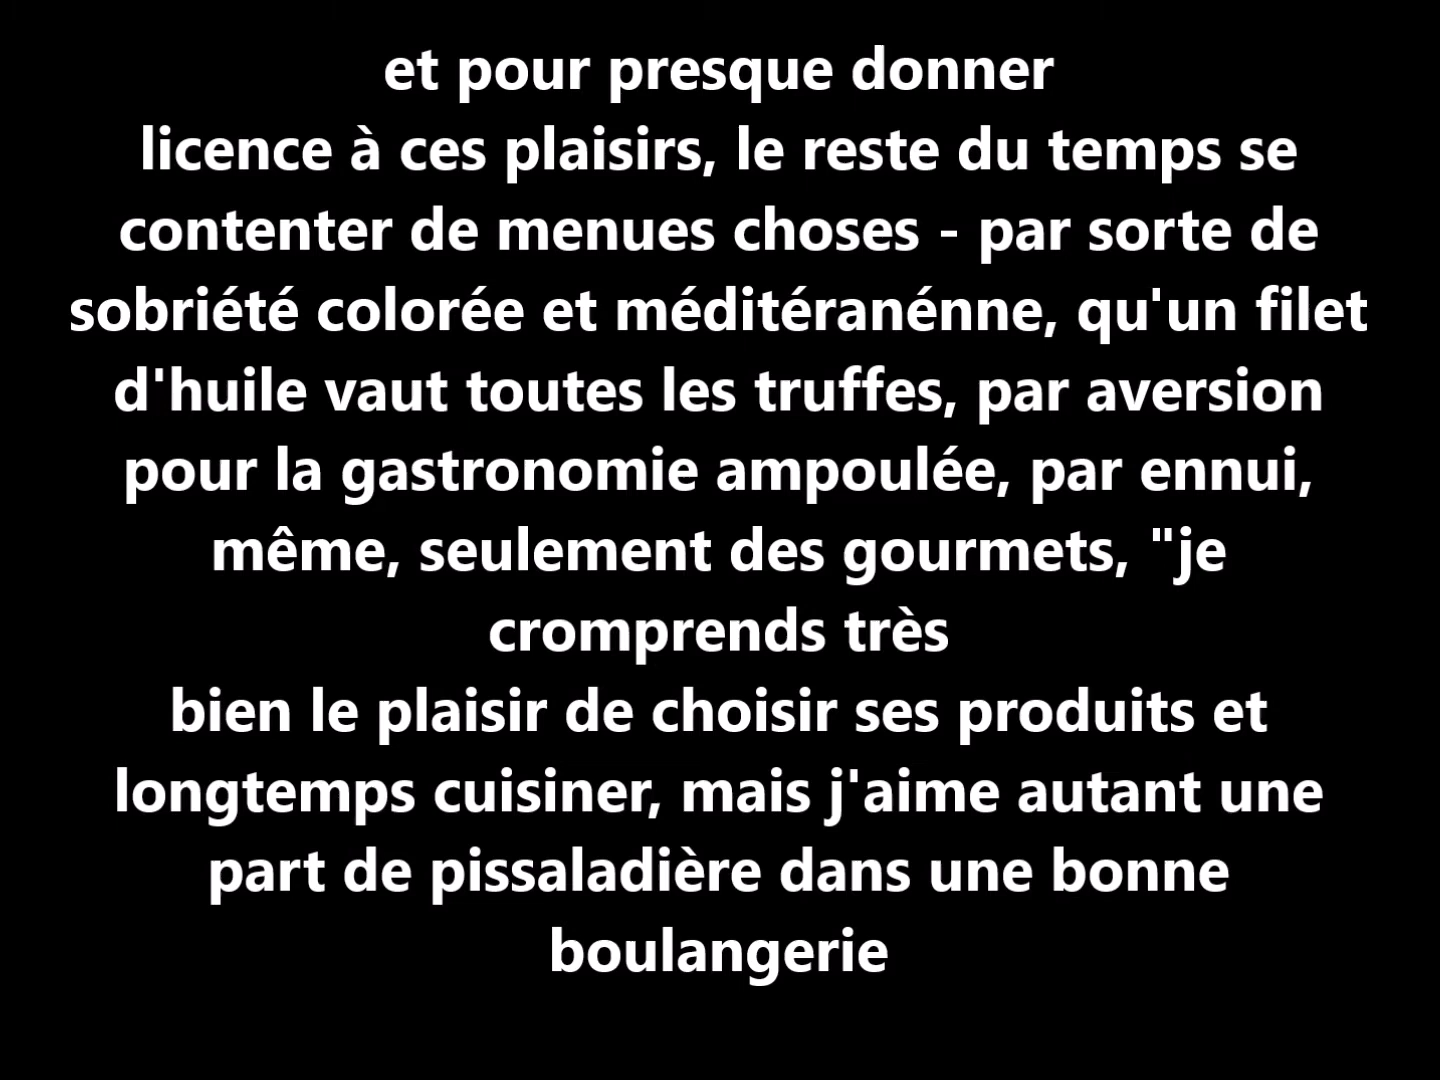 et pour presque donner
licence à ces plaisirs, le reste du temps se
contenter de menues choses - par sorte de
sobriété colorée et méditéranénne, qu'un filet
d'huile vaut toutes les truffes, par aversion
pour la gastronomie ampoulée, par ennui,
même, seulement des gourmets, "je
cromprends très
bien le plaisir de choisir ses produits et
longtemps cuisiner, mais j'aime autant une
part de pissaladière dans une bonne
boulangerie